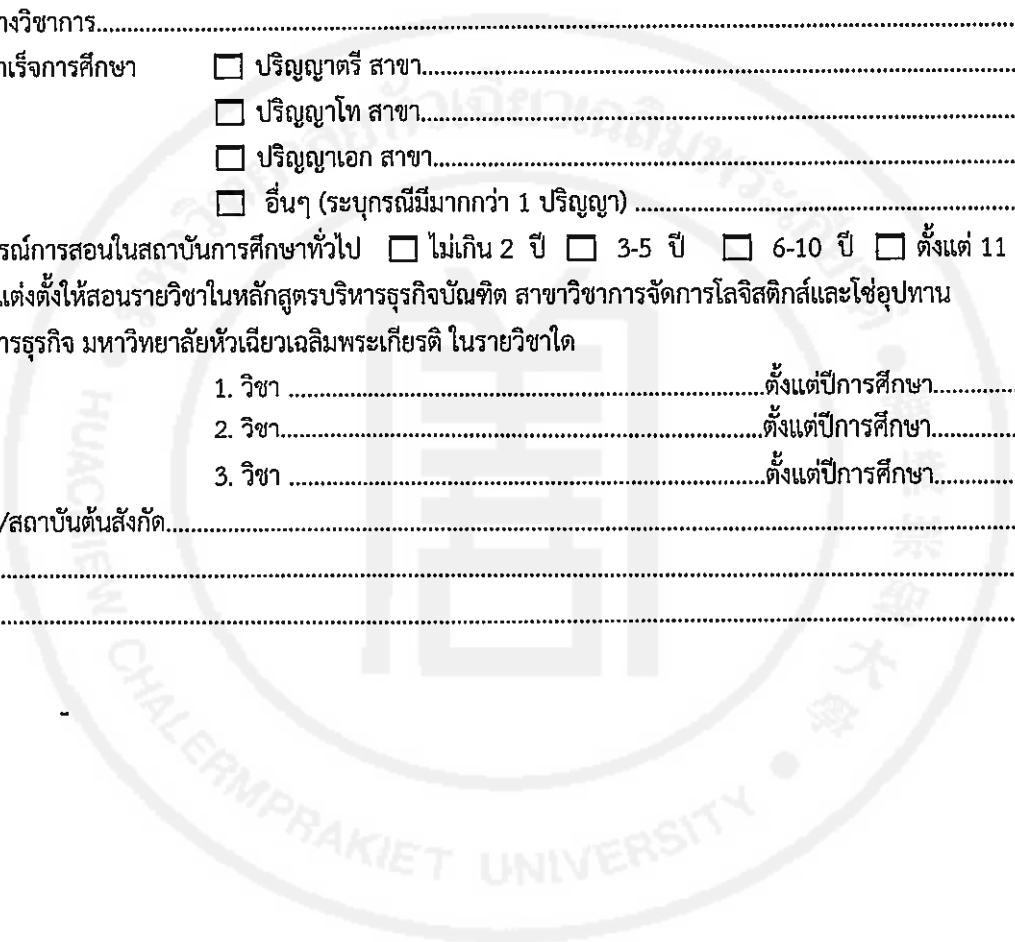 างวิชาการ................................................................
าเร็จการศึกษา ☐ ปริญญาตรี สาขา................................................................
☐ ปริญญาโท สาขา................................................................
☐ ปริญญาเอก สาขา................................................................
☐ อื่นๆ (ระบุกรณีมีมากกว่า 1 ปริญญา) ................................................................
รณ์การสอนในสถาบันการศึกษาทั่วไป ☐ ไม่เกิน 2 ปี ☐ 3-5 ปี ☐ 6-10 ปี ☐ ตั้งแต่ 11
แต่งตั้งให้สอนรายวิชาในหลักสูตรบริหารธุรกิจบัณฑิต สาขาวิชาการจัดการโลจิสติกส์และโซ่อุปทาน
ารธุรกิจ มหาวิทยาลัยหัวเฉียวเฉลิมพระเกียรติ ในรายวิชาใด
1. วิชา ................................................................ตั้งแต่ปีการศึกษา..............
2. วิชา................................................................ตั้งแต่ปีการศึกษา..............
3. วิชา ................................................................ตั้งแต่ปีการศึกษา..............
/สถาบันต้นสังกัด................................................................
HUACHIEW CHALERMPRAKIET UNIVERSITY